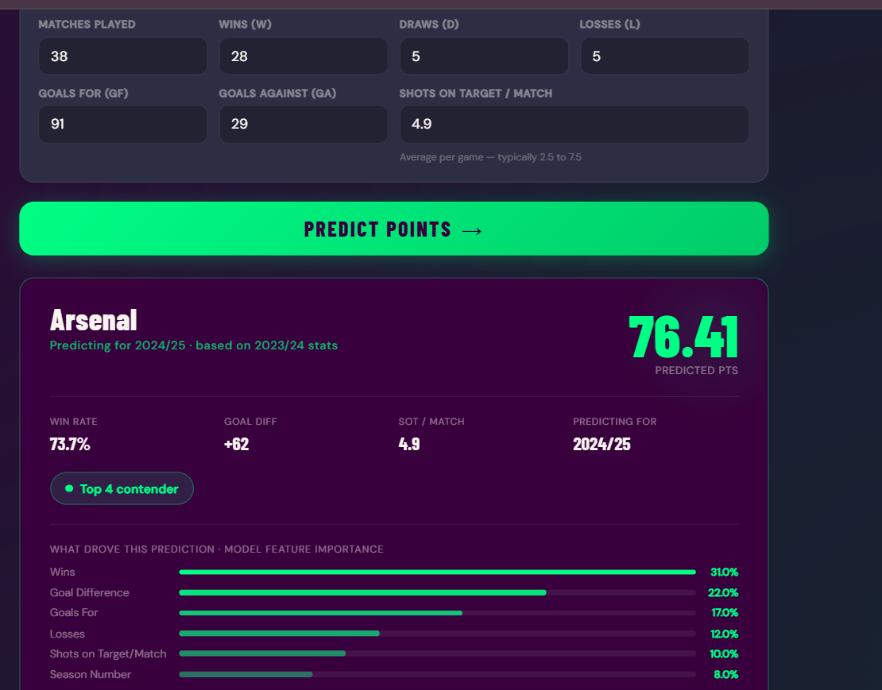 MATCHES PLAYED WINS (W) DRAWS (D) LOSSES (L)
38 28 5 5
GOALS FOR (GF) GOALS AGAINST (GA) SHOTS ON TARGET / MATCH
91 29 4.9
Average per game — typically 2.5 to 7.5
PREDICT POINTS →
Arsenal 76.41
Predicting for 2024/25 · based on 2023/24 stats
PREDICTED PTS
WIN RATE GOAL DIFF SOT / MATCH PREDICTING FOR
73.7% +62 4.9 2024/25
Top 4 contender
WHAT DROVE THIS PREDICTION · MODEL FEATURE IMPORTANCE
Wins 31.0%
Goal Difference 22.0%
Goals For 17.0%
Losses 12.0%
Shots on Target/Match 10.0%
Season Number 8.0%